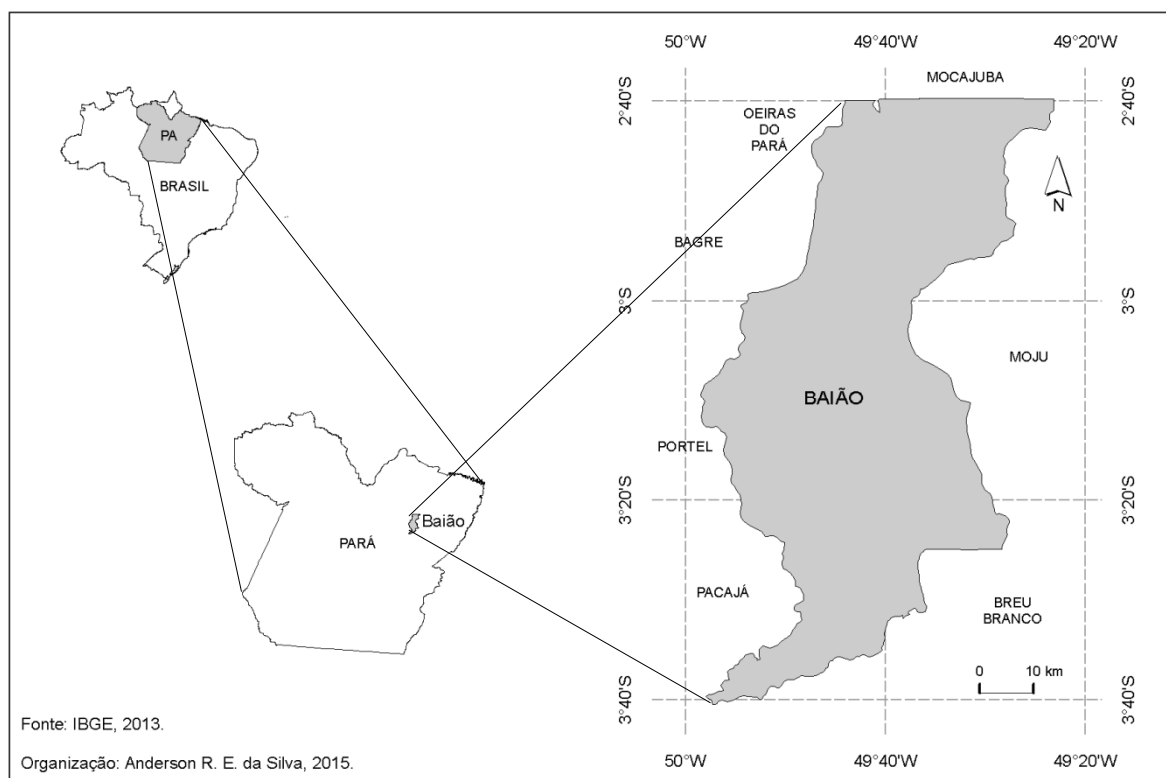 PA
BRASIL
PARÁ
Baião
Fonte: IBGE, 2013.
Organização: Anderson R. E. da Silva, 2015.
50°W
49°40'W
49°20'W
MOCAJUBA
2°40'S
2°40'S
OEIRAS
DO
PARÁ
N
BAGRE
3°S
3°S
MOJU
BAIÃO
PORTEL
3°20'S
3°20'S
PACAJÁ
BREU
BRANCO
0 10 km
3°40'S
3°40'S
50°W
49°40'W
49°20'W